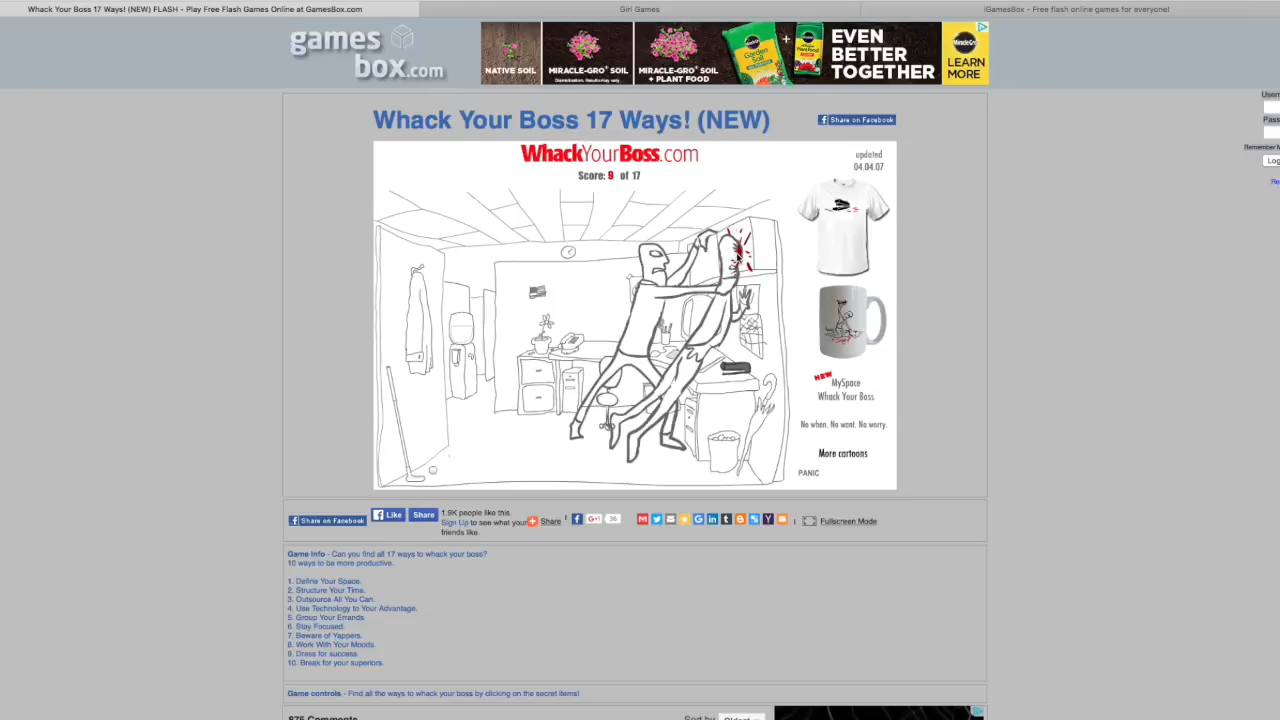 Whack Your Boss 17 Ways! (NEW) FLASH - Play Free Flash Games Online at GamesBox.com
Girl Games
iGamesBox - Free flash online games for everyone!
games
box.com
NATIVE SOIL
MIRACLE-GRO® SOIL
MIRACLE-GRO® SOIL
+ PLANT FOOD
EVEN
BETTER
TOGETHER
LEARN
MORE
Whack Your Boss 17 Ways! (NEW)
Share on Facebook
WhackYourBoss.com
Score: 9 of 17
updated
04.04.07
NEW
MySpace
Whack Your Boss
No when. No want. No worry.
More cartoons
PANIC
Share on Facebook
Like
Share
1.9K people like this.
Sign Up to see what your
friends like.
Share
G+1
36
Fullscreen Mode
Game Info - Can you find all 17 ways to whack your boss?
10 ways to be more productive.
1. Define Your Space.
2. Structure Your Time.
3. Outsource All You Can.
4. Use Technology to Your Advantage.
5. Group Your Errands.
6. Stay Focused.
7. Beware of Yappers.
8. Work With Your Moods.
9. Dress for success.
10. Break for your superiors.
Game controls - Find all the ways to whack your boss by clicking on the secret items!
875 Comments
Sort by
Oldest